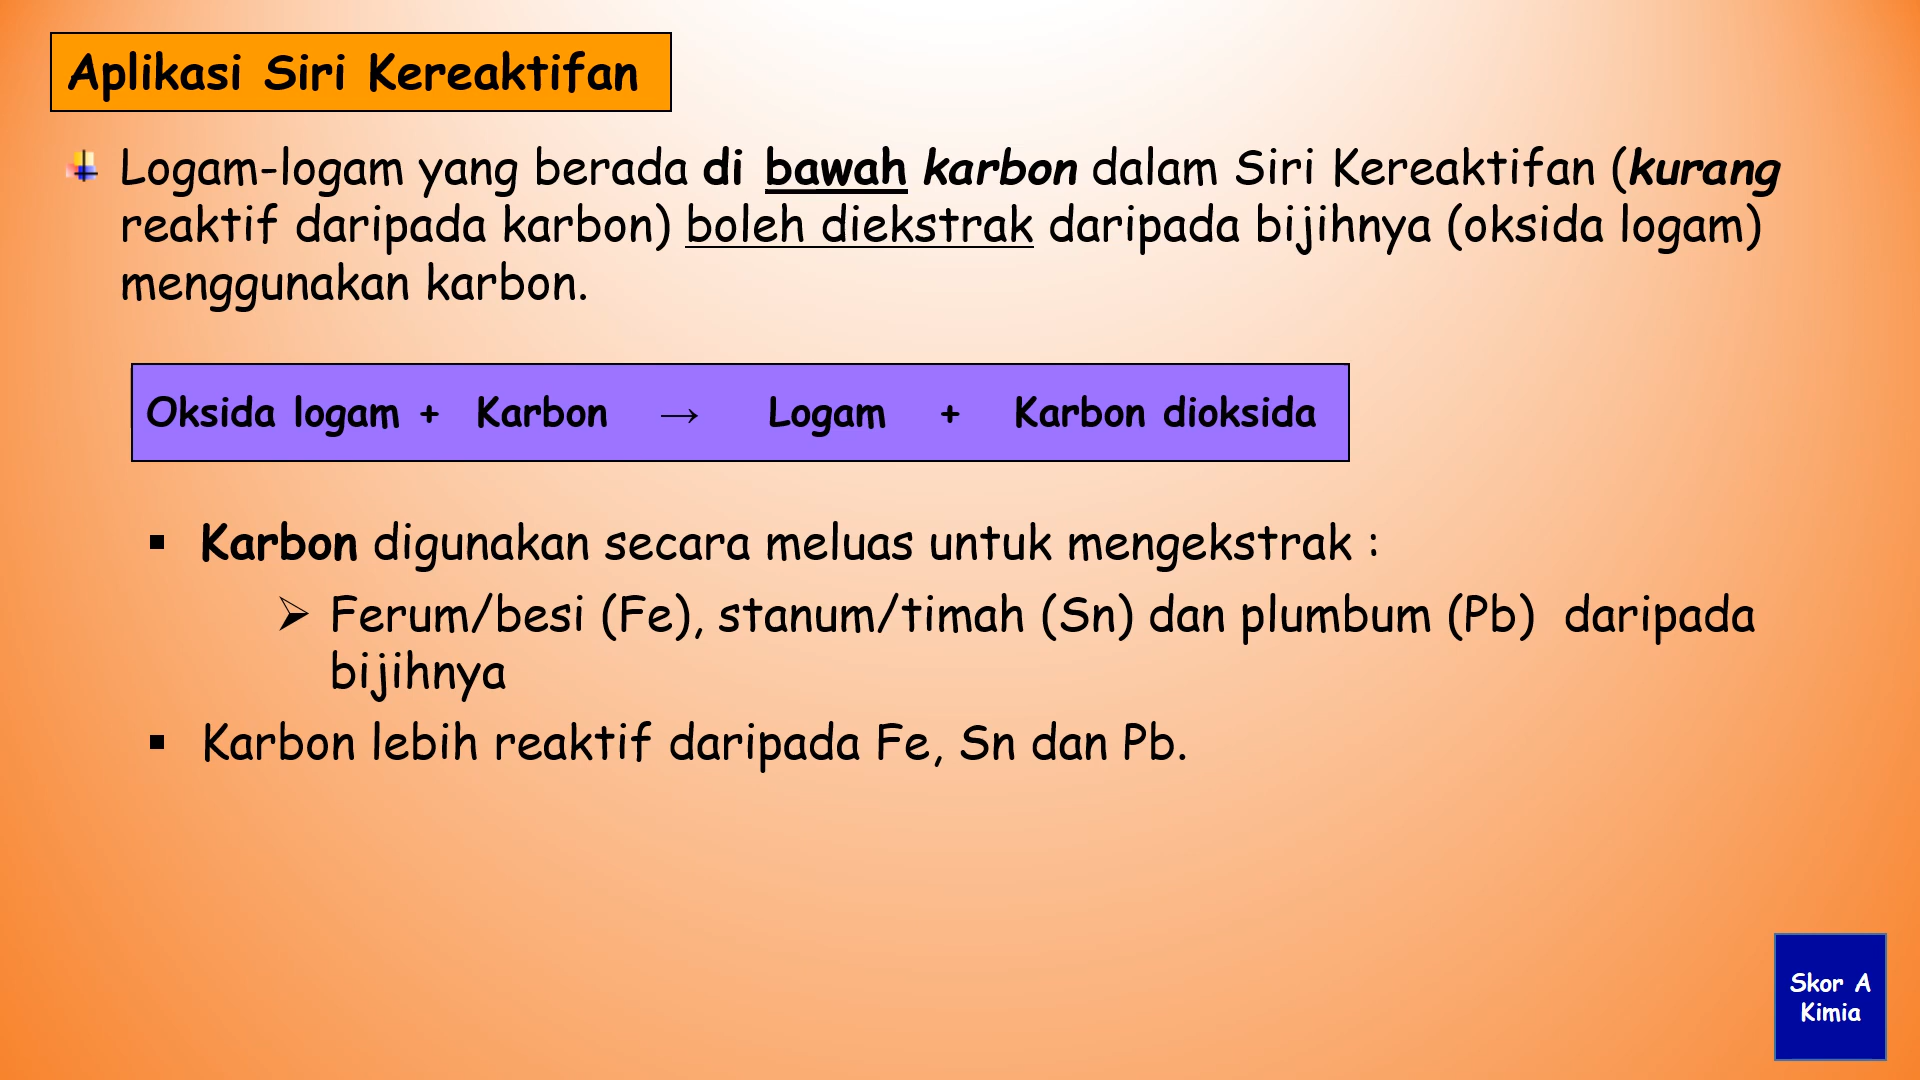 Aplikasi Siri Kereaktifan
Logam-logam yang berada di bawah karbon dalam Siri Kereaktifan (kurang
reaktif daripada karbon) boleh diekstrak daripada bijihnya (oksida logam)
menggunakan karbon.
Oksida logam + Karbon → Logam + Karbon dioksida
▪ Karbon digunakan secara meluas untuk mengekstrak :
➢ Ferum/besi (Fe), stanum/timah (Sn) dan plumbum (Pb) daripada
bijihnya
▪ Karbon lebih reaktif daripada Fe, Sn dan Pb.
Skor A
Kimia